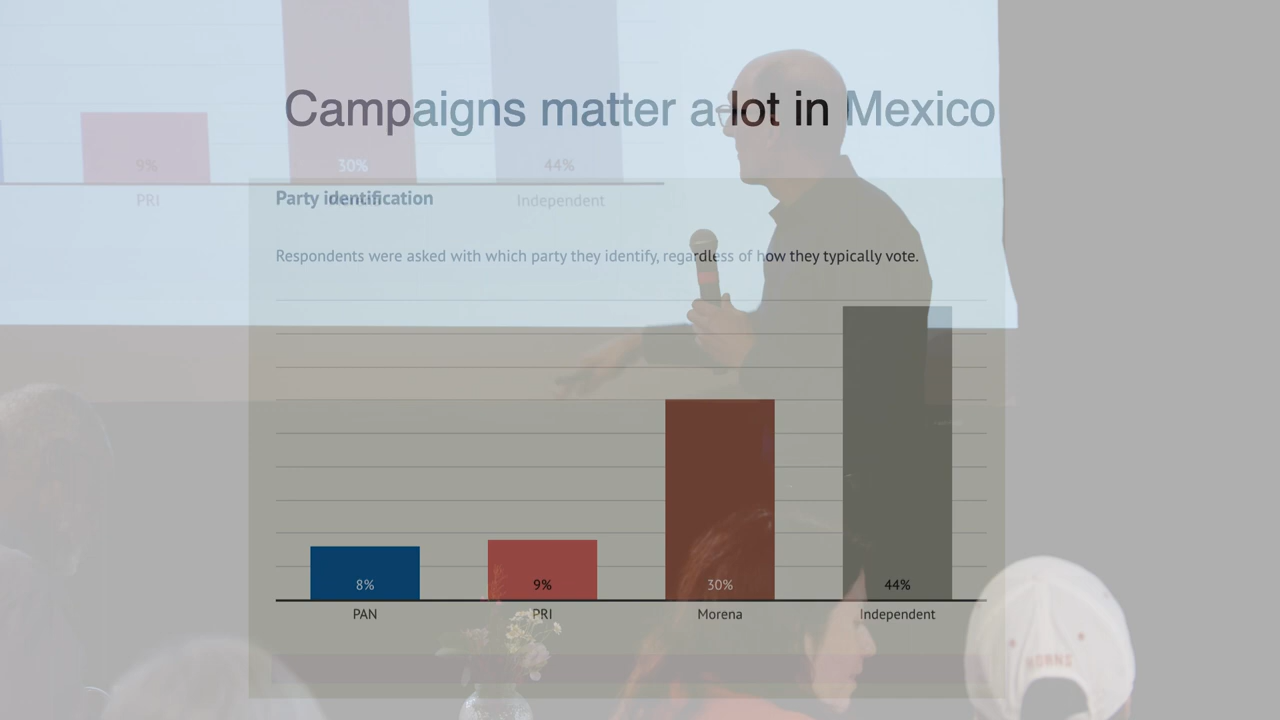 Campaigns matter a lot in Mexico
9%
30%
44%
PRI
Independent
Party identification
Respondents were asked with which party they identify, regardless of how they typically vote.
8%
9%
30%
44%
PAN
PRI
Morena
Independent